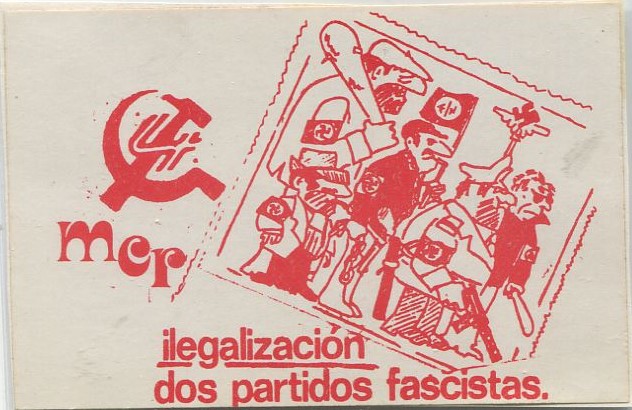 mcr
ilegalización
dos partidos fascistas.